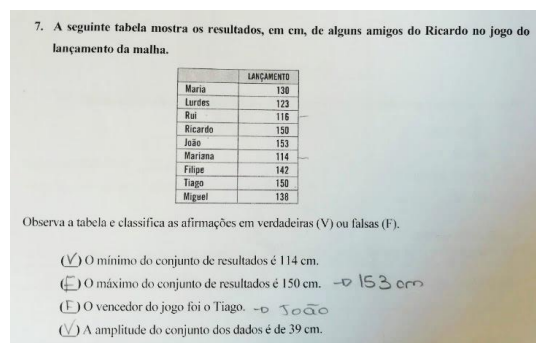 7. A seguinte tabela mostra os resultados, em cm, de alguns amigos do Ricardo no jogo do
lançamento da malha.
LANÇAMENTO
Maria 130
Lurdes 123
Rui 116
Ricardo 150
João 153
Mariana 114
Filipe 142
Tiago 150
Miguel 138
Observa a tabela e classifica as afirmações em verdadeiras (V) ou falsas (F).
(V) O mínimo do conjunto de resultados é 114 cm.
(F) O máximo do conjunto de resultados é 150 cm. → 153 cm
(F) O vencedor do jogo foi o Tiago. → João
(V) A amplitude do conjunto dos dados é de 39 cm.